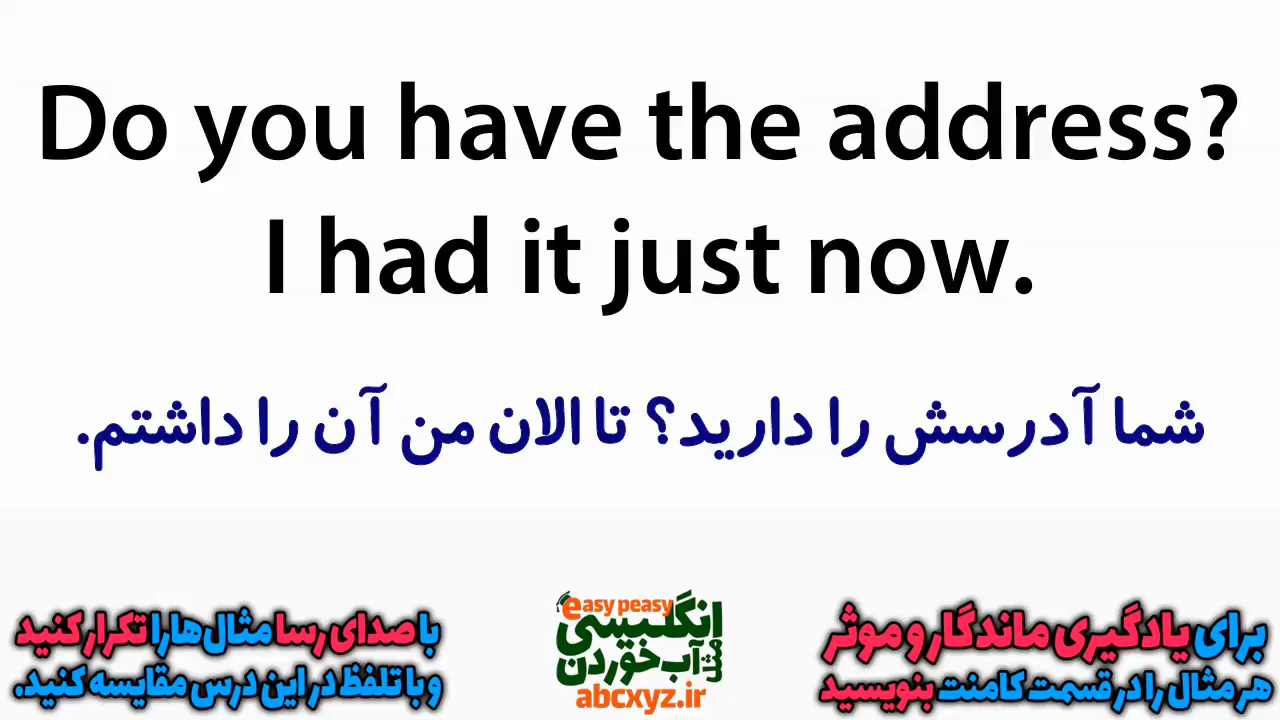 Do you have the address?
I had it just now.
شما آدرسش را دارید؟ تا الان من آن را داشتم.
با صدای رسا مثال‌ها را تکرار کنید
و با تلفظ در این درس مقایسه کنید.
easy peasy
انگلیسی
مثل
آب خوردن
abcxyz.ir
برای یادگیری ماندگار و موثر
هر مثال را در قسمت کامنت بنویسید